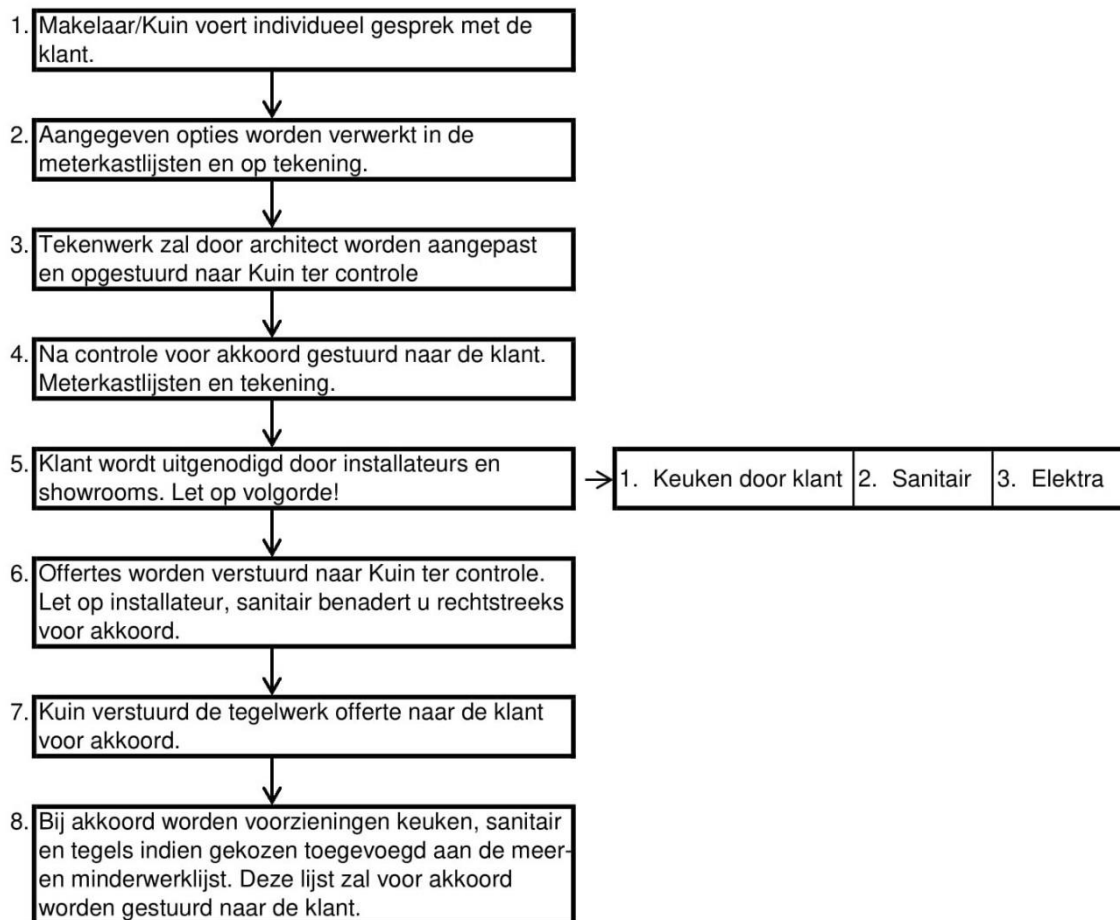 1. Makelaar/Kuin voert individueel gesprek met de
klant.
2. Aangegeven opties worden verwerkt in de
meterkastlijsten en op tekening.
3. Tekenwerk zal door architect worden aangepast
en opgestuurd naar Kuin ter controle
4. Na controle voor akkoord gestuurd naar de klant.
Meterkastlijsten en tekening.
5. Klant wordt uitgenodigd door installateurs en
showrooms. Let op volgorde!
1. Keuken door klant 2. Sanitair 3. Elektra
6. Offertes worden verstuurd naar Kuin ter controle.
Let op installateur, sanitair benadert u rechtstreeks
voor akkoord.
7. Kuin verstuurd de tegelwerk offerte naar de klant
voor akkoord.
8. Bij akkoord worden voorzieningen keuken, sanitair
en tegels indien gekozen toegevoegd aan de meer-
en minderwerklijst. Deze lijst zal voor akkoord
worden gestuurd naar de klant.